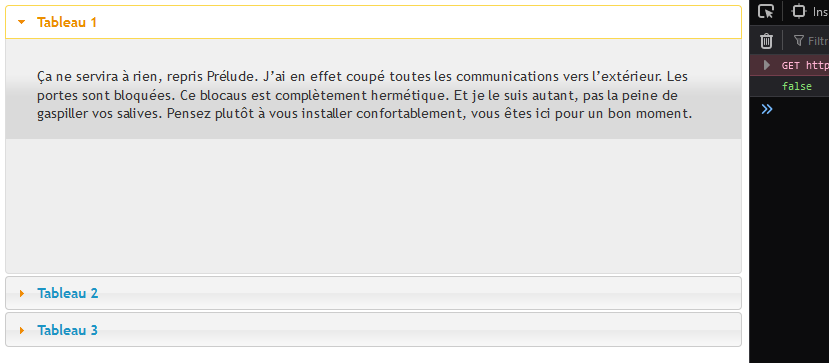 Tableau 1
Ça ne servira à rien, repris Prélude. J’ai en effet coupé toutes les communications vers l’extérieur. Les
portes sont bloquées. Ce blocaus est complètement hermétique. Et je le suis autant, pas la peine de
gaspiller vos salives. Pensez plutôt à vous installer confortablement, vous êtes ici pour un bon moment.
Tableau 2
Tableau 3
Ins
Filtr
GET http
false